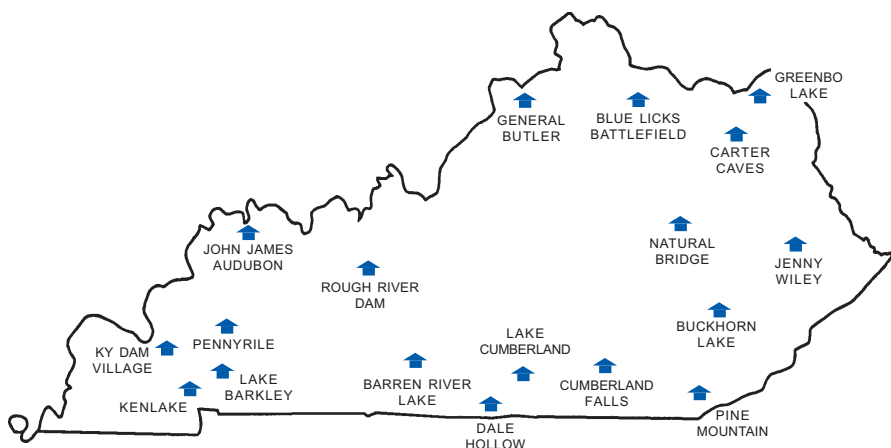 GREENBO
LAKE
GENERAL
BUTLER
BLUE LICKS
BATTLEFIELD
CARTER
CAVES
JOHN JAMES
AUDUBON
NATURAL
BRIDGE
JENNY
WILEY
ROUGH RIVER
DAM
BUCKHORN
LAKE
PENNYRILE
KY DAM
VILLAGE
LAKE
CUMBERLAND
LAKE
BARKLEY
BARREN RIVER
LAKE
CUMBERLAND
FALLS
KENLAKE
PINE
MOUNTAIN
DALE
HOLLOW